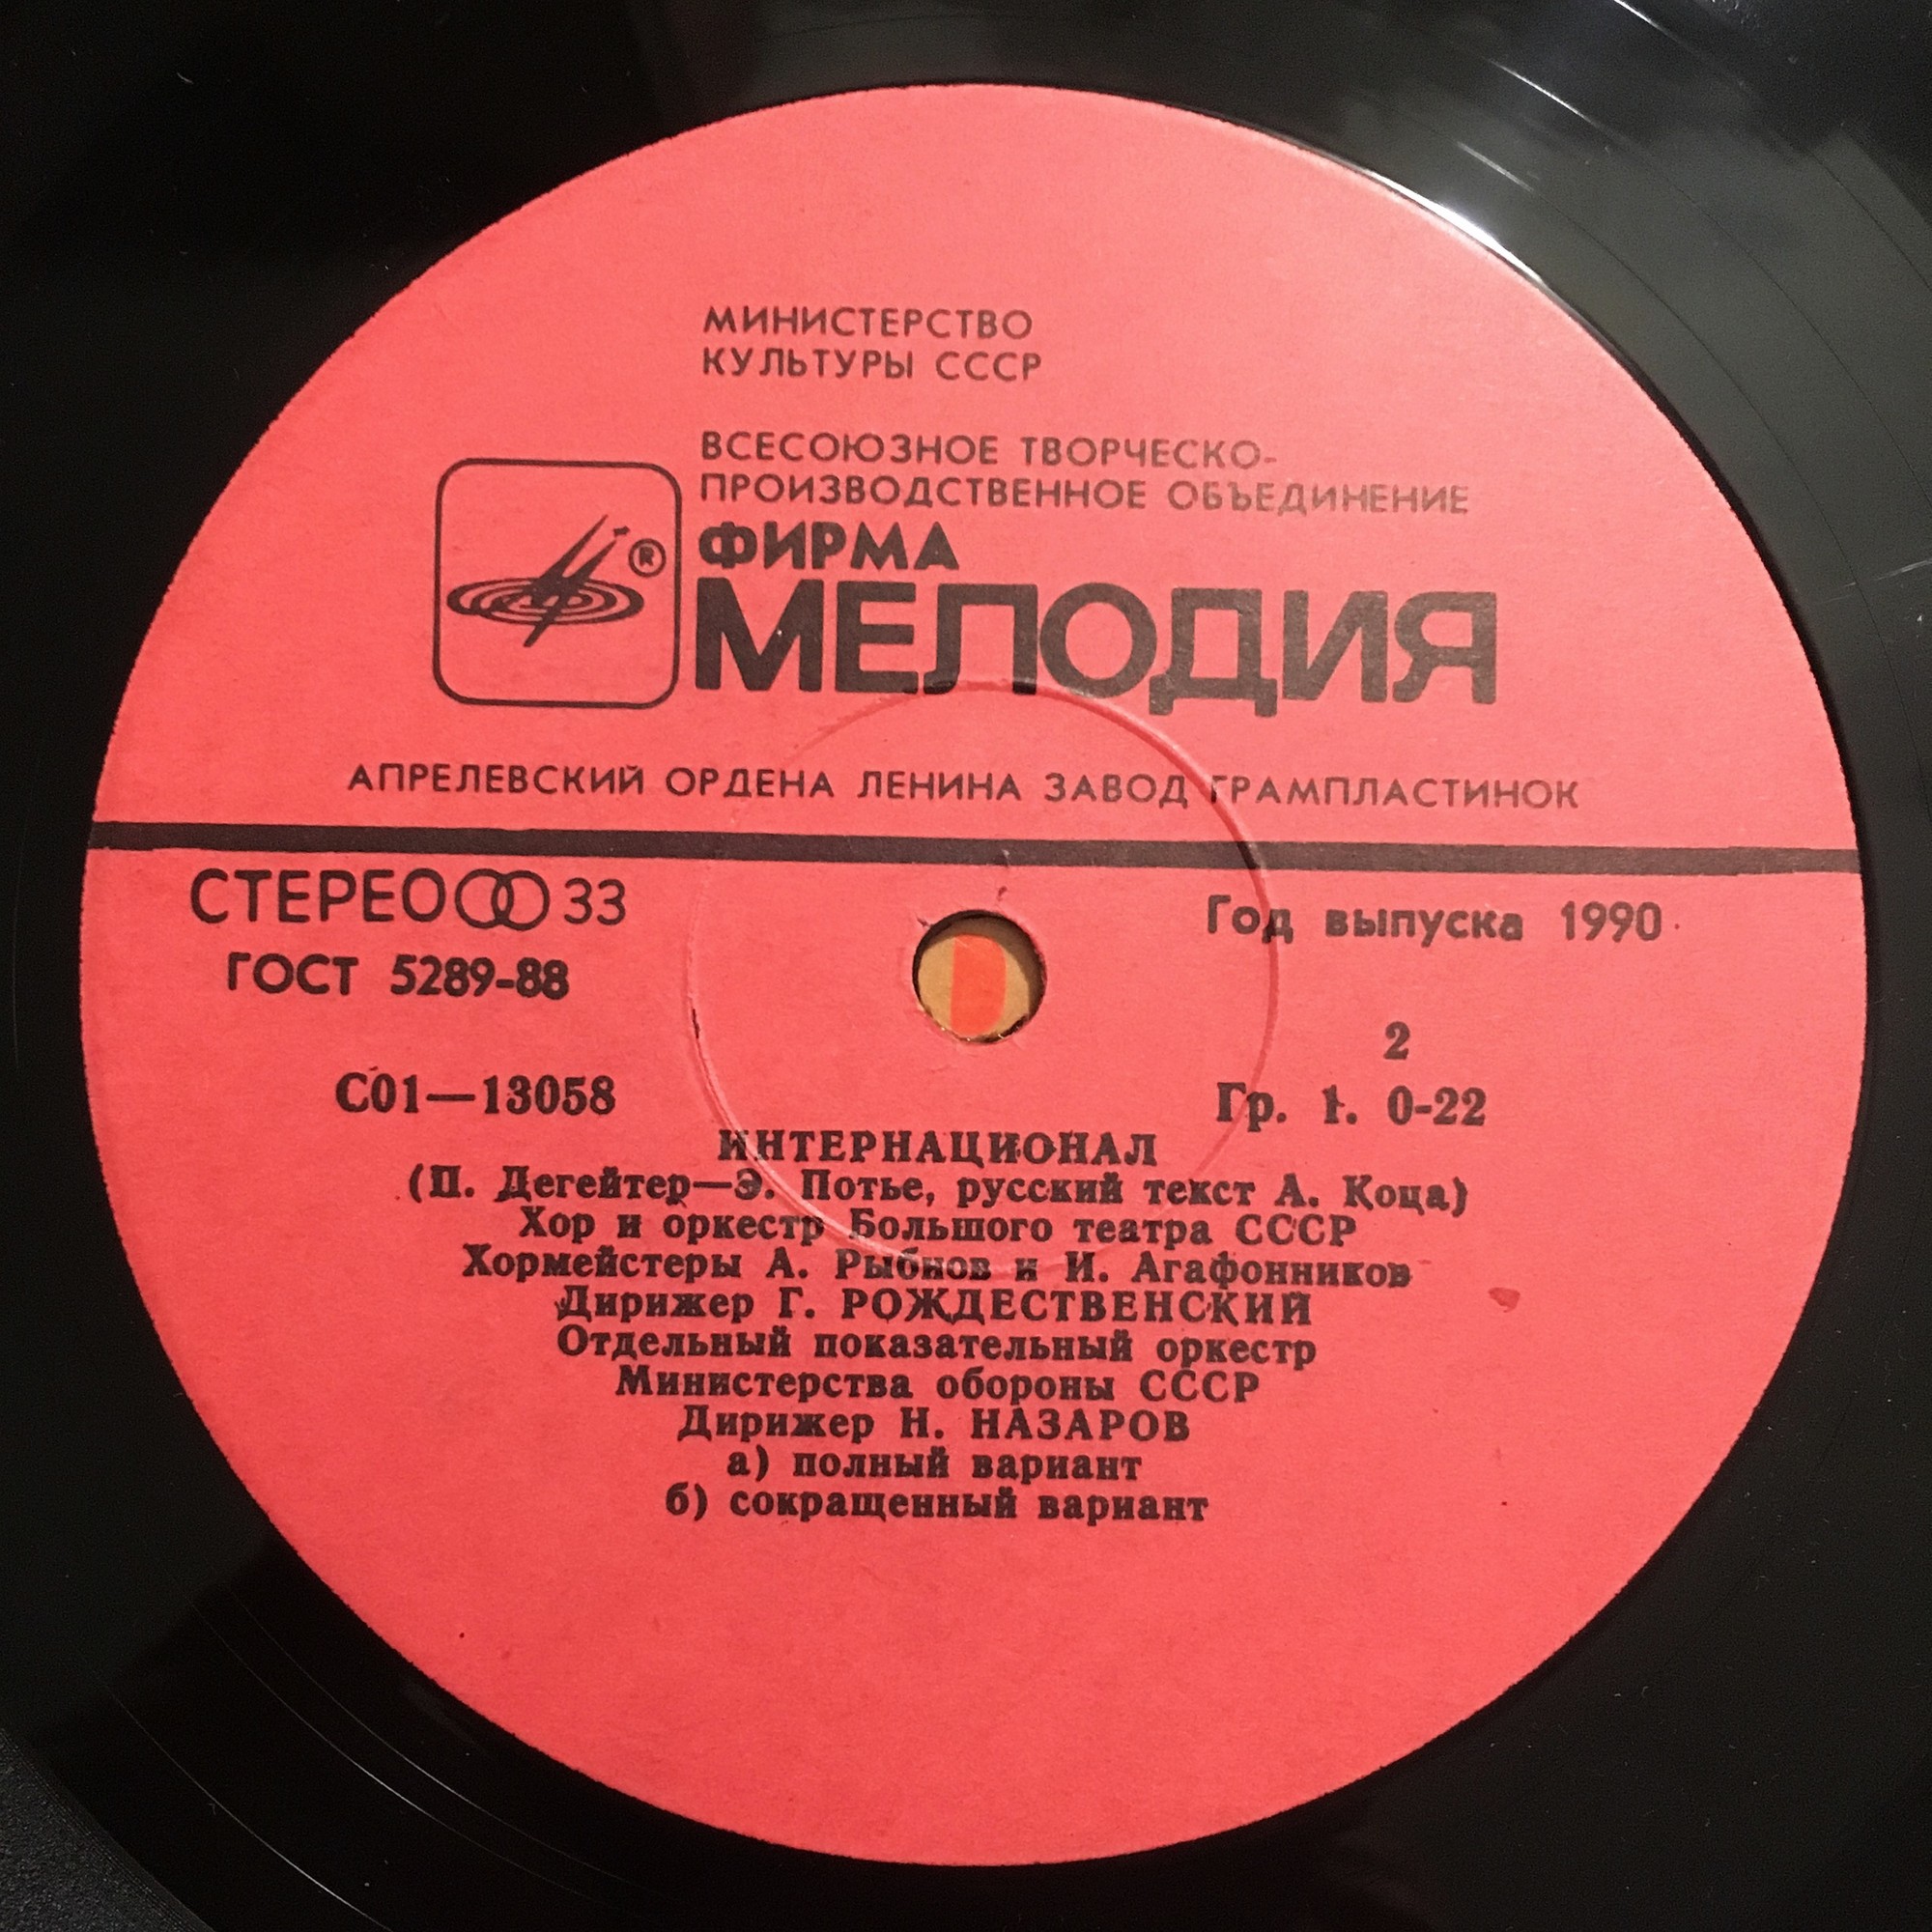 МИНИСТЕРСТВО
КУЛЬТУРЫ СССР
ВСЕСОЮЗНОЕ ТВОРЧЕСКО-
ПРОИЗВОДСТВЕННОЕ ОБЪЕДИНЕНИЕ
ФИРМА
®
МЕЛОДИЯ
АПРЕЛЕВСКИЙ ОРДЕНА ЛЕНИНА ЗАВОД ГРАМПЛАСТИНОК
СТЕРЕО 33
Год выпуска 1990
ГОСТ 5289-88
2
С01—13058
Гр. 1. 0-22
ИНТЕРНАЦИОНАЛ
(П. Дегейтер—Э. Потье, русский текст А. Коца)
Хор и оркестр Большого театра СССР
Хормейстеры А. Рыбнов и И. Агафонников
Дирижер Г. РОЖДЕСТВЕНСКИЙ
Отдельный показательный оркестр
Министерства обороны СССР
Дирижер Н. НАЗАРОВ
а) полный вариант
б) сокращенный вариант